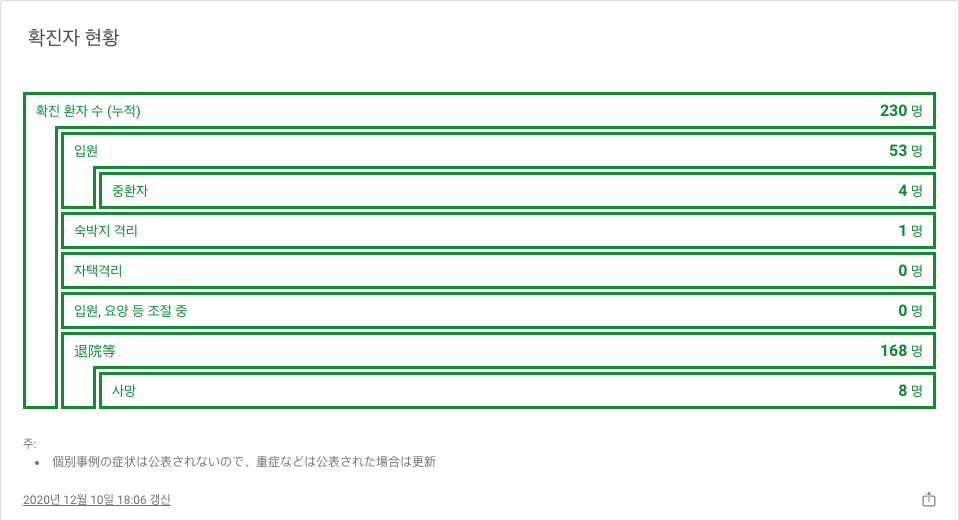 확진자 현황
확진 환자 수 (누적) 230 명
입원 53 명
중환자 4 명
숙박지 격리 1 명
자택격리 0 명
입원, 요양 등 조절 중 0 명
退院等 168 명
사망 8 명
주:
• 個別事例の症状は公表されないので、重症などは公表された場合は更新
2020년 12월 10일 18:06 갱신